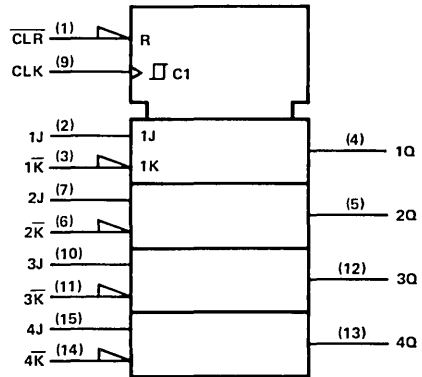 C̅L̅R̅ (1) R
CLK (9) C1
1J (2) 1J (4) 1Q
1K̅ (3) 1K
2J (7) (5) 2Q
2K̅ (6)
3J (10) (12) 3Q
3K̅ (11)
4J (15) (13) 4Q
4K̅ (14)